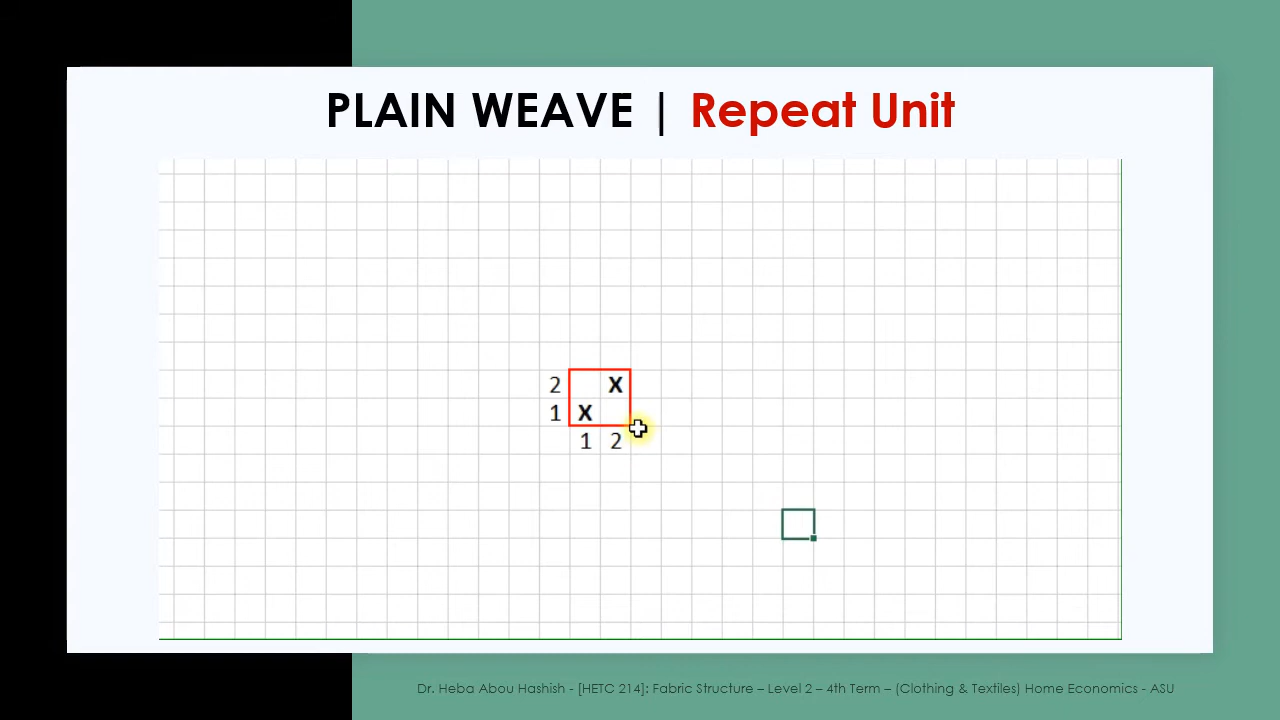 PLAIN WEAVE | Repeat Unit
2 X
1 X
1 2
Dr. Heba Abou Hashish - [HETC 214]: Fabric Structure – Level 2 – 4th Term – (Clothing & Textiles) Home Economics - ASU